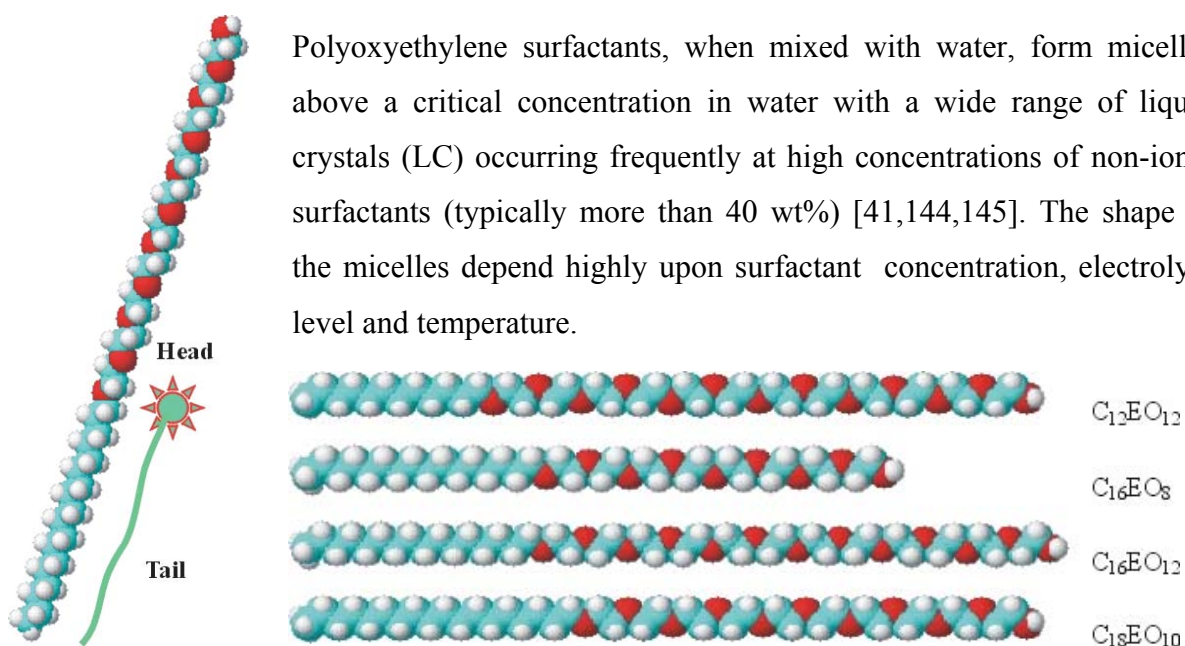 Polyoxyethylene surfactants, when mixed with water, form micell
above a critical concentration in water with a wide range of liqu
crystals (LC) occurring frequently at high concentrations of non-ion
surfactants (typically more than 40 wt%) [41,144,145]. The shape
the micelles depend highly upon surfactant concentration, electroly
level and temperature.
Head
Tail
C₁₂EO₁₂
C₁₆EO₈
C₁₆EO₁₂
C₁₈EO₁₀